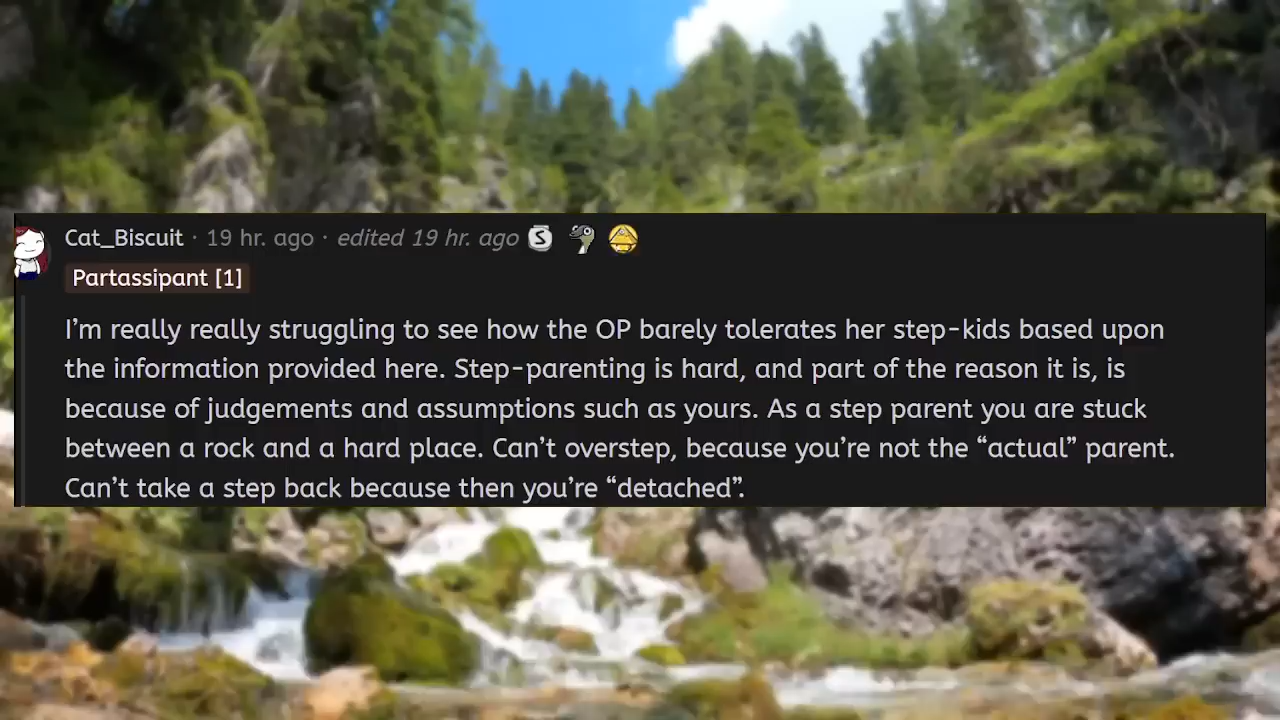 Cat_Biscuit · 19 hr. ago · edited 19 hr. ago
Partassipant [1]
I’m really really struggling to see how the OP barely tolerates her step-kids based upon
the information provided here. Step-parenting is hard, and part of the reason it is, is
because of judgements and assumptions such as yours. As a step parent you are stuck
between a rock and a hard place. Can’t overstep, because you’re not the “actual” parent.
Can’t take a step back because then you’re “detached”.